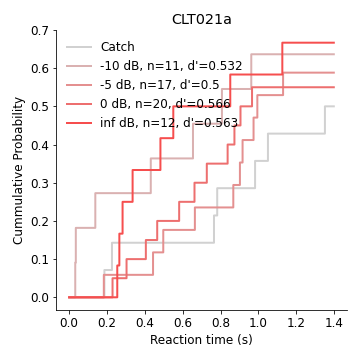 CLT021a
Cummulative Probability
0.7
0.6
0.5
0.4
0.3
0.2
0.1
0.0
Catch
-10 dB, n=11, d'=0.532
-5 dB, n=17, d'=0.5
0 dB, n=20, d'=0.566
inf dB, n=12, d'=0.563
0.0 0.2 0.4 0.6 0.8 1.0 1.2 1.4
Reaction time (s)